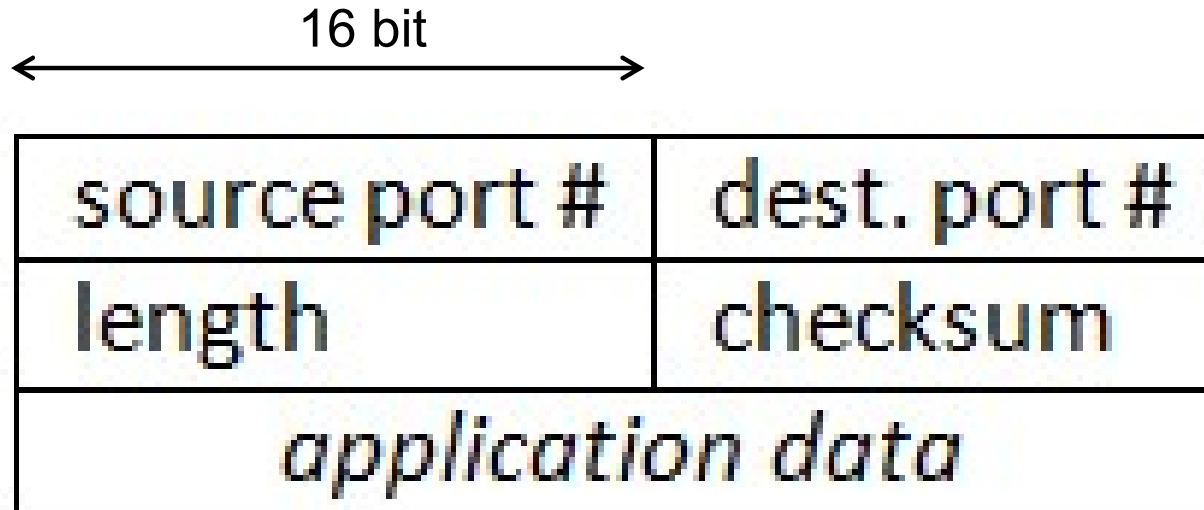 16 bit
source port # dest. port #
length checksum
application data